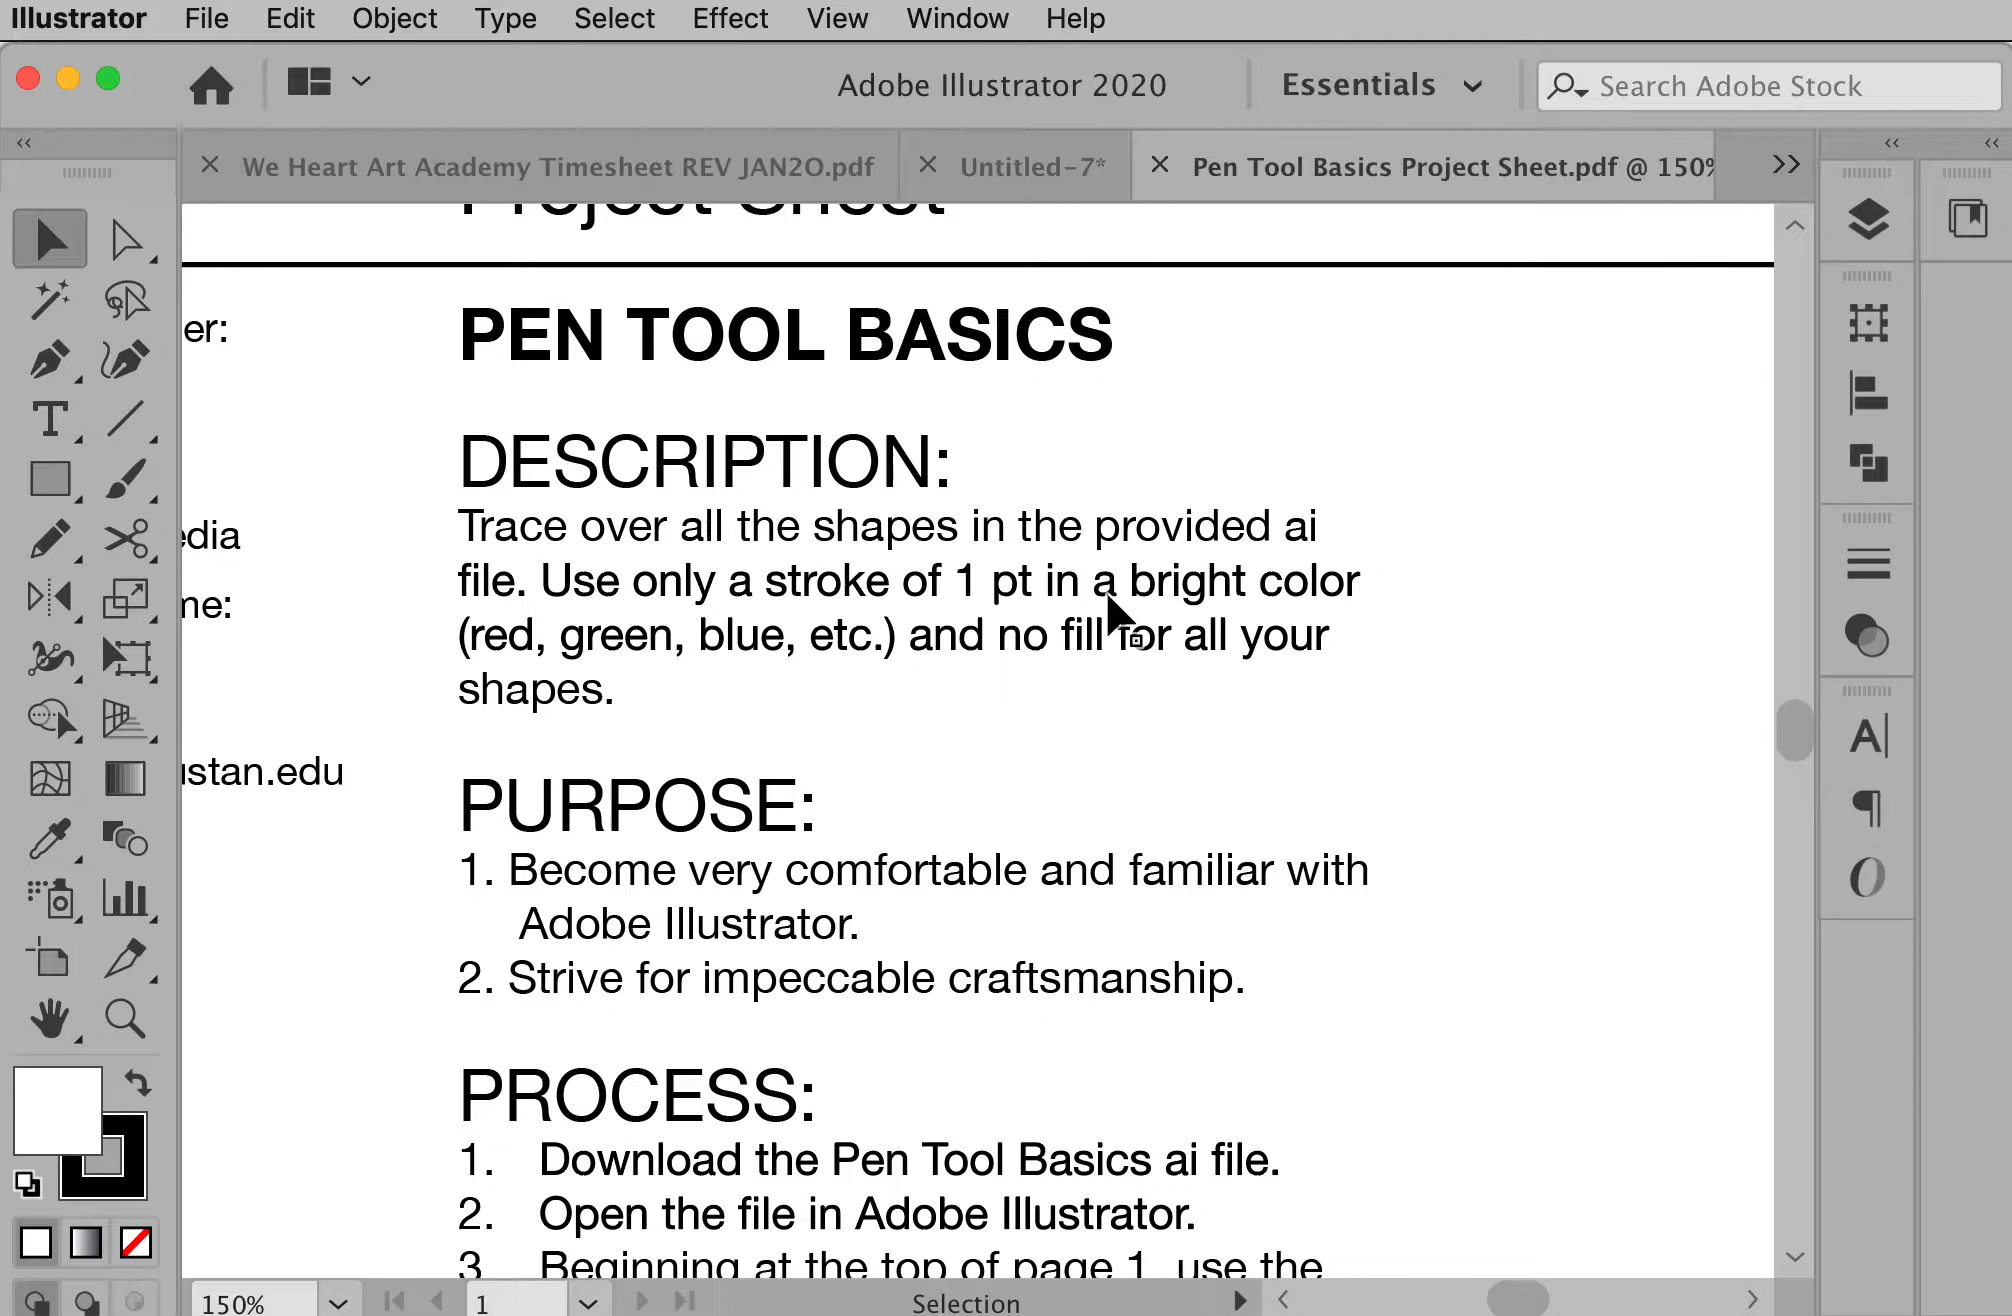 Illustrator File Edit Object Type Select Effect View Window Help
Adobe Illustrator 2020 Essentials Search Adobe Stock
We Heart Art Academy Timesheet REV JAN2O.pdf Untitled-7* Pen Tool Basics Project Sheet.pdf @ 150%
Project Sheet
er:
PEN TOOL BASICS
DESCRIPTION:
Trace over all the shapes in the provided ai
file. Use only a stroke of 1 pt in a bright color
(red, green, blue, etc.) and no fill for all your
shapes.
edia
me:
ustan.edu
PURPOSE:
1. Become very comfortable and familiar with
Adobe Illustrator.
2. Strive for impeccable craftsmanship.
PROCESS:
1. Download the Pen Tool Basics ai file.
2. Open the file in Adobe Illustrator.
3 Beginning at the top of page 1, use the
150% 1 Selection